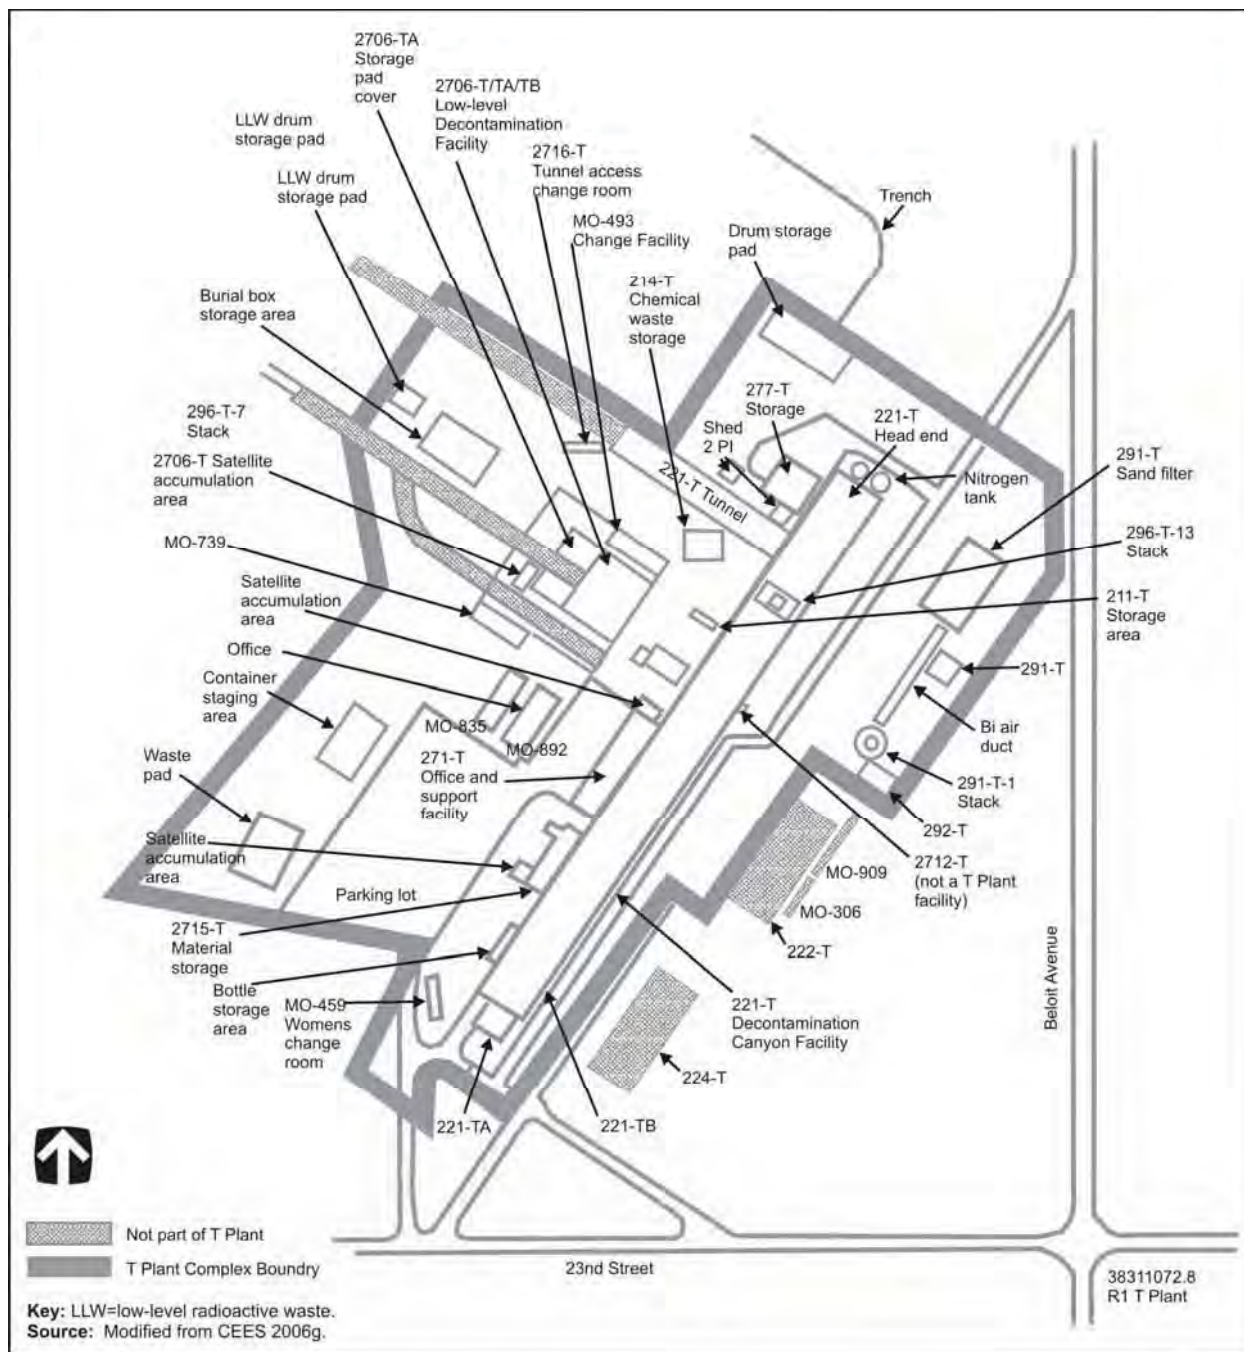 2706-TA
Storage
pad
cover
2706-T/TA/TB
Low-level
Decontamination
Facility
LLW drum
storage pad
LLW drum
storage pad
2716-T
Tunnel access
change room
MO-493
Change Facility
Trench
Drum storage
pad
214-T
Chemical
waste
storage
Burial box
storage area
277-T
Storage
221-T
Head end
Shed
2 PI
296-T-7
Stack
2706-T Satellite
accumulation
area
221-T Tunnel
Nitrogen
tank
291-T
Sand filter
MO-739
296-T-13
Stack
Satellite
accumulation
area
211-T
Storage
area
Office
291-T
Container
staging
area
MO-835
MO-892
Bi air
duct
Waste
pad
271-T
Office and
support
facility
291-T-1
Stack
292-T
Satellite
accumulation
area
2712-T
(not a T Plant
facility)
MO-909
MO-306
Parking lot
222-T
2715-T
Material
storage
Bottle
storage
area
MO-459
Womens
change
room
221-T
Decontamination
Canyon Facility
Beloit Avenue
224-T
221-TA
221-TB
Not part of T Plant
T Plant Complex Boundry
23nd Street
38311072.8
R1 T Plant
Key: LLW=low-level radioactive waste.
Source: Modified from CEES 2006g.